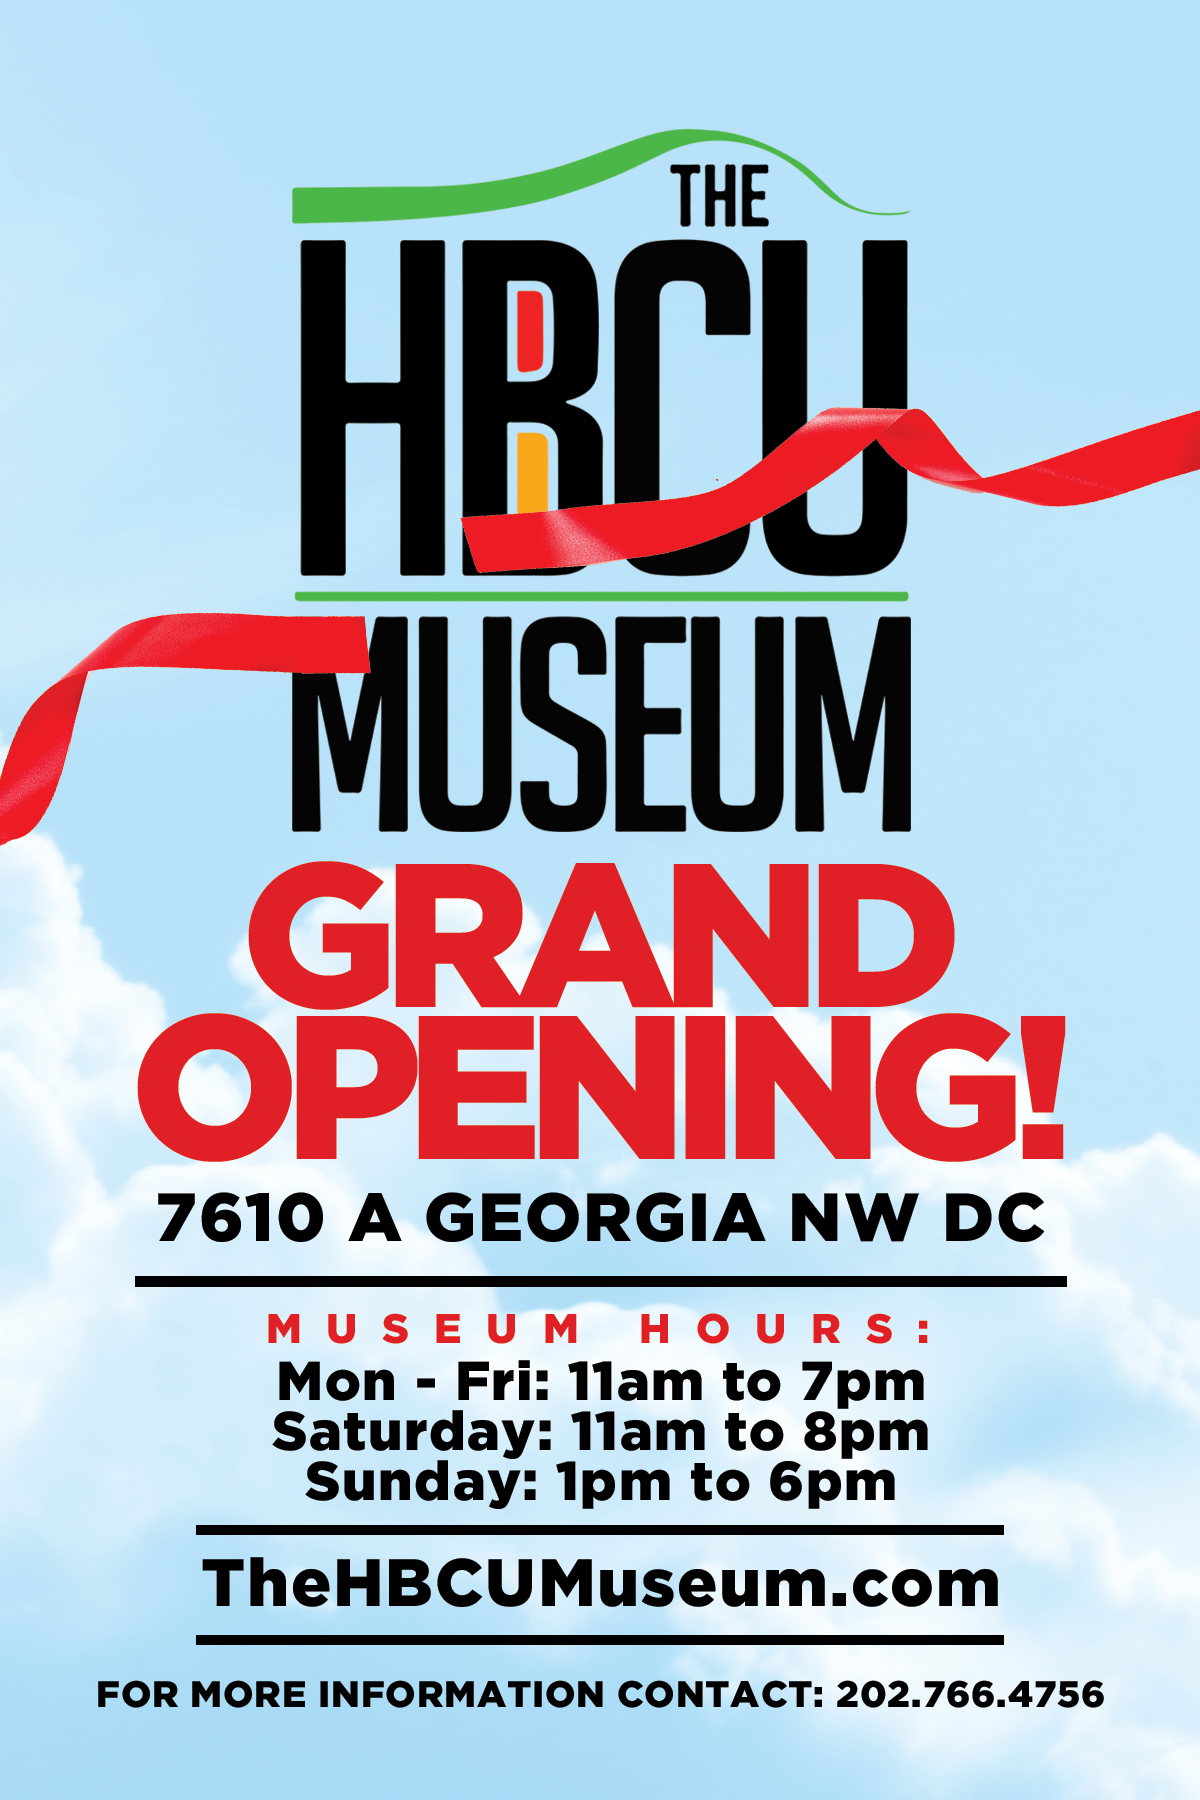 THE
HBCU
MUSEUM
GRAND
OPENING!
7610 A GEORGIA NW DC
MUSEUM HOURS:
Mon - Fri: 11am to 7pm
Saturday: 11am to 8pm
Sunday: 1pm to 6pm
TheHBCUMuseum.com
FOR MORE INFORMATION CONTACT: 202.766.4756